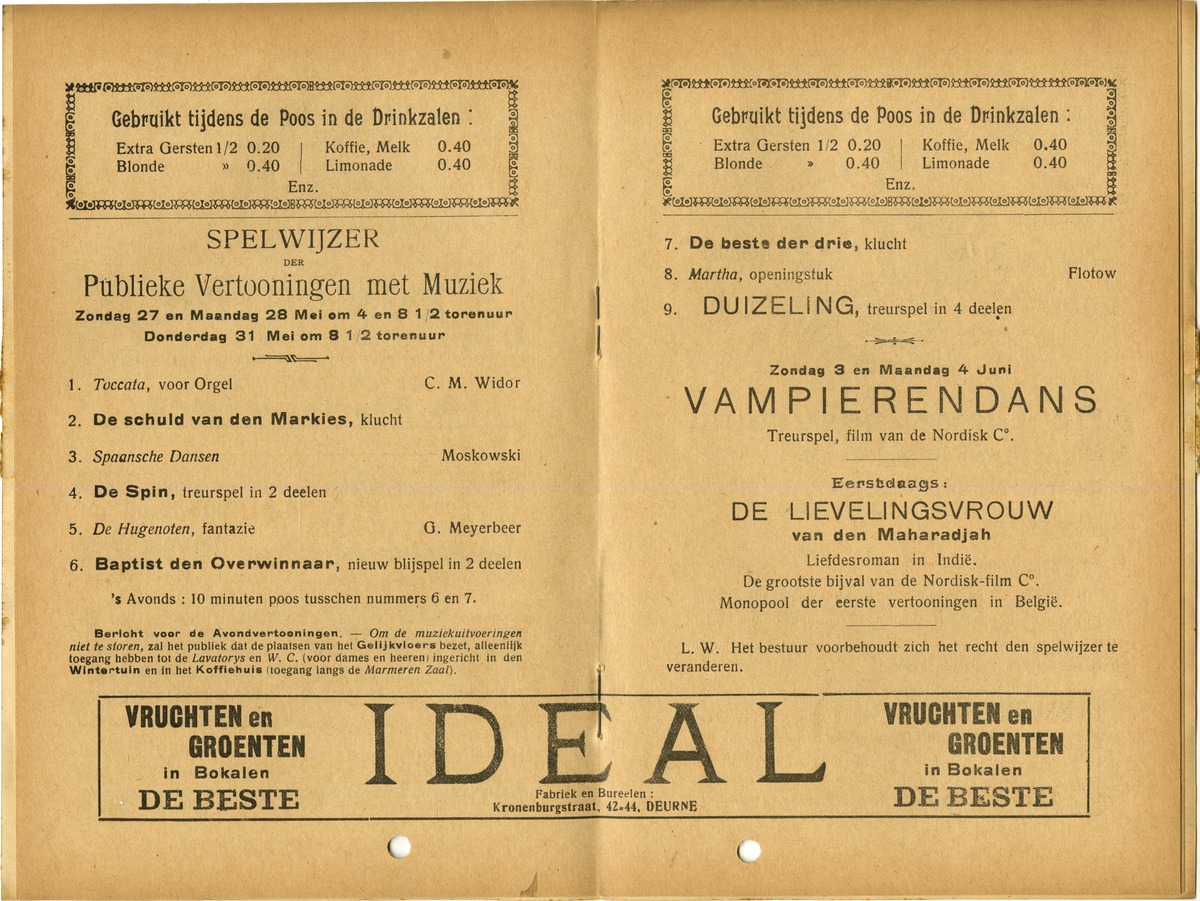 Gebruikt tijdens de Poos in de Drinkzalen :
Extra Gersten 1/2 0.20 | Koffie, Melk 0.40
Blonde » 0.40 | Limonade 0.40
Enz.
SPELWIJZER
DER
Publieke Vertooningen met Muziek
Zondag 27 en Maandag 28 Mei om 4 en 8 1/2 torenuur
Donderdag 31 Mei om 8 1/2 torenuur
1. Toccata, voor Orgel C. M. Widor
2. De schuld van den Markies, klucht
3. Spaansche Dansen Moskowski
4. De Spin, treurspel in 2 deelen
5. De Hugenoten, fantazie G. Meyerbeer
6. Baptist den Overwinnaar, nieuw blijspel in 2 deelen
's Avonds : 10 minuten poos tusschen nummers 6 en 7.
Bericht voor de Avondvertooningen. — Om de muziekuitvoeringen
niet te storen, zal het publiek dat de plaatsen van het Gelijkvloers bezet, alleenlijk
toegang hebben tot de Lavatorys en W. C. (voor dames en heeren) ingericht in den
Wintertuin en in het Koffiehuis (toegang langs de Marmeren Zaal).
Gebruikt tijdens de Poos in de Drinkzalen :
Extra Gersten 1/2 0.20 | Koffie, Melk 0.40
Blonde » 0.40 | Limonade 0.40
Enz.
7. De beste der drie, klucht
8. Martha, openingstuk Flotow
9. DUIZELING, treurspel in 4 deelen
Zondag 3 en Maandag 4 Juni
VAMPIERENDANS
Treurspel, film van de Nordisk C°.
Eerstdaags :
DE LIEVELINGSVROUW
van den Maharadjah
Liefdesroman in Indië.
De grootste bijval van de Nordisk-film C°.
Monopool der eerste vertooningen in België.
L. W. Het bestuur voorbehoudt zich het recht den spelwijzer te
veranderen.
VRUCHTEN en
GROENTEN
in Bokalen
DE BESTE
IDEAL
Fabriek en Bureelen :
Kronenburgstraat, 42-44, DEURNE
VRUCHTEN en
GROENTEN
in Bokalen
DE BESTE